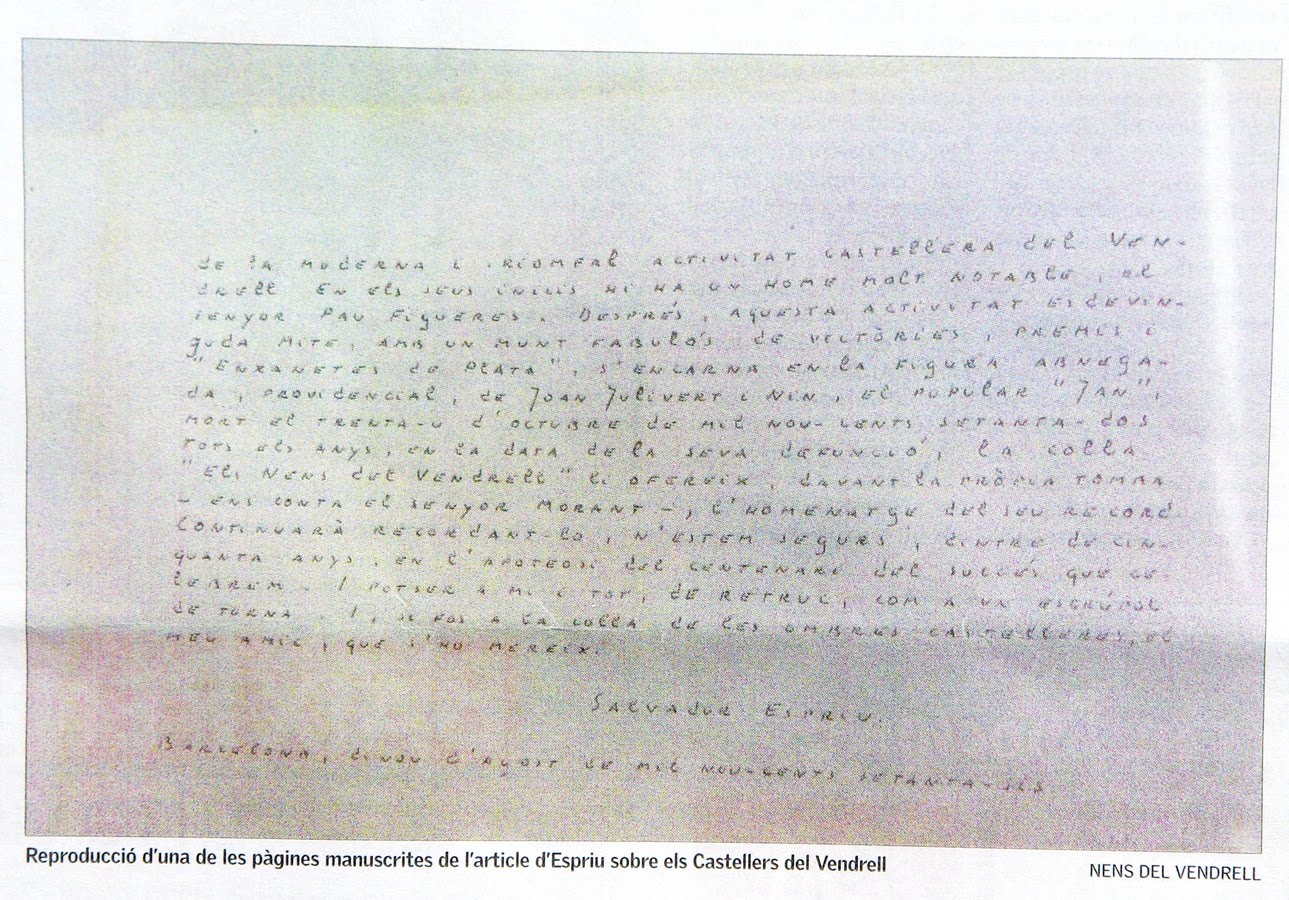 de la moderna i triomfal activitat castellera del Ven-
drell. En els seus inicis hi ha un home molt notable, el
senyor Pau Figueres. Després, aquesta activitat esdevin-
guda mite, amb un munt fabulós de victòries, premis i
"Enxanetes de Plata", s'encarna en la figura abnega-
da, providencial, de Joan Julivert i Nin, el popular "Jan",
mort el trenta-u d'octubre de mil nou-cents setanta-dos.
Tots els anys, en la data de la seva defunció, la colla
"Els Nens del Vendrell" li ofereix, davant la pròpia tomba
- ens conta el senyor Morant -, l'homenatge del seu record.
Continuarà recordant-lo, n'estem segurs, dintre de cin-
quanta anys, en l'apoteosi del centenari del succés que ce-
lebrem. I potser a mi i tot, de retruc, com a un escrúpol
de torna. I, si fos a la colla de les ombres castelleres, el
meu amic, que s'ho mereix.
Salvador Espriu.
Barcelona, dinou d'agost de mil nou-cents setanta-sis
Reproducció d'una de les pàgines manuscrites de l'article d'Espriu sobre els Castellers del Vendrell
NENS DEL VENDRELL